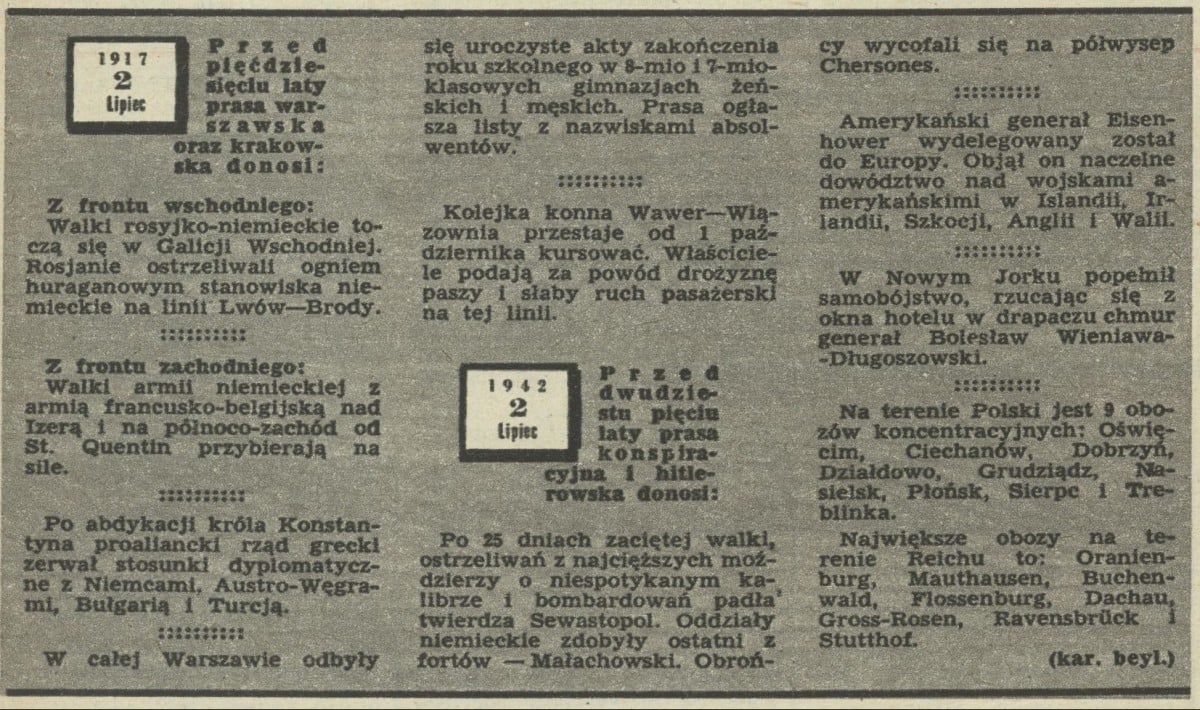 1917
2
Lipiec
Przed
pięćdzie-
sięciu laty
prasa war-
szawska
oraz krakow-
ska donosi:
Z frontu wschodniego:
Walki rosyjko-niemieckie to-
czą się w Galicji Wschodniej.
Rosjanie ostrzeliwali ogniem
huraganowym stanowiska nie-
mieckie na linii Lwów—Brody.
Z frontu zachodniego:
Walki armii niemieckiej z
armią francusko-belgijską nad
Izerą i na północo-zachód od
St. Quentin przybierają na
sile.
Po abdykacji króla Konstan-
tyna proaliancki rząd grecki
zerwał stosunki dyplomatycz-
ne z Niemcami, Austro-Węgra-
mi, Bułgarią i Turcją.
W całej Warszawie odbyły
się uroczyste akty zakończenia
roku szkolnego w 8-mio i 7-mio-
klasowych gimnazjach żeń-
skich i męskich. Prasa ogła-
sza listy z nazwiskami absol-
wentów.
Kolejka konna Wawer—Wią-
zownia przestaje od 1 paź-
dziernika kursować. Właścicie-
le podają za powód drożyznę
paszy i słaby ruch pasażerski
na tej linii.
1942
2
Lipiec
Przed
dwudzie-
stu pięciu
laty prasa
konspira-
cyjna i hitle-
rowska donosi:
Po 25 dniach zaciętej walki,
ostrzeliwań z najcięższych moź-
dzierzy o niespotykanym ka-
librze i bombardowań padła
twierdza Sewastopol. Oddziały
niemieckie zdobyły ostatni z
fortów — Małachowski. Obroń-
cy wycofali się na półwysep
Chersones.
Amerykański generał Eisen-
hower wydelegowany został
do Europy. Objął on naczelne
dowództwo nad wojskami a-
merykańskimi w Islandii, Ir-
landii, Szkocji, Anglii i Walii.
W Nowym Jorku popełnił
samobójstwo, rzucając się z
okna hotelu w drapaczu chmur
generał Bolesław Wieniawa-
-Długoszowski.
Na terenie Polski jest 9 obo-
zów koncentracyjnych: Oświę-
cim, Ciechanów, Dobrzyń,
Działdowo, Grudziądz, Na-
sielsk, Płońsk, Sierpc i Tre-
blinka.
Największe obozy na te-
renie Reichu to: Oranien-
burg, Mauthausen, Buchen-
wald, Flossenburg, Dachau,
Gross-Rosen, Ravensbrück i
Stutthof.
(kar. beyl.)